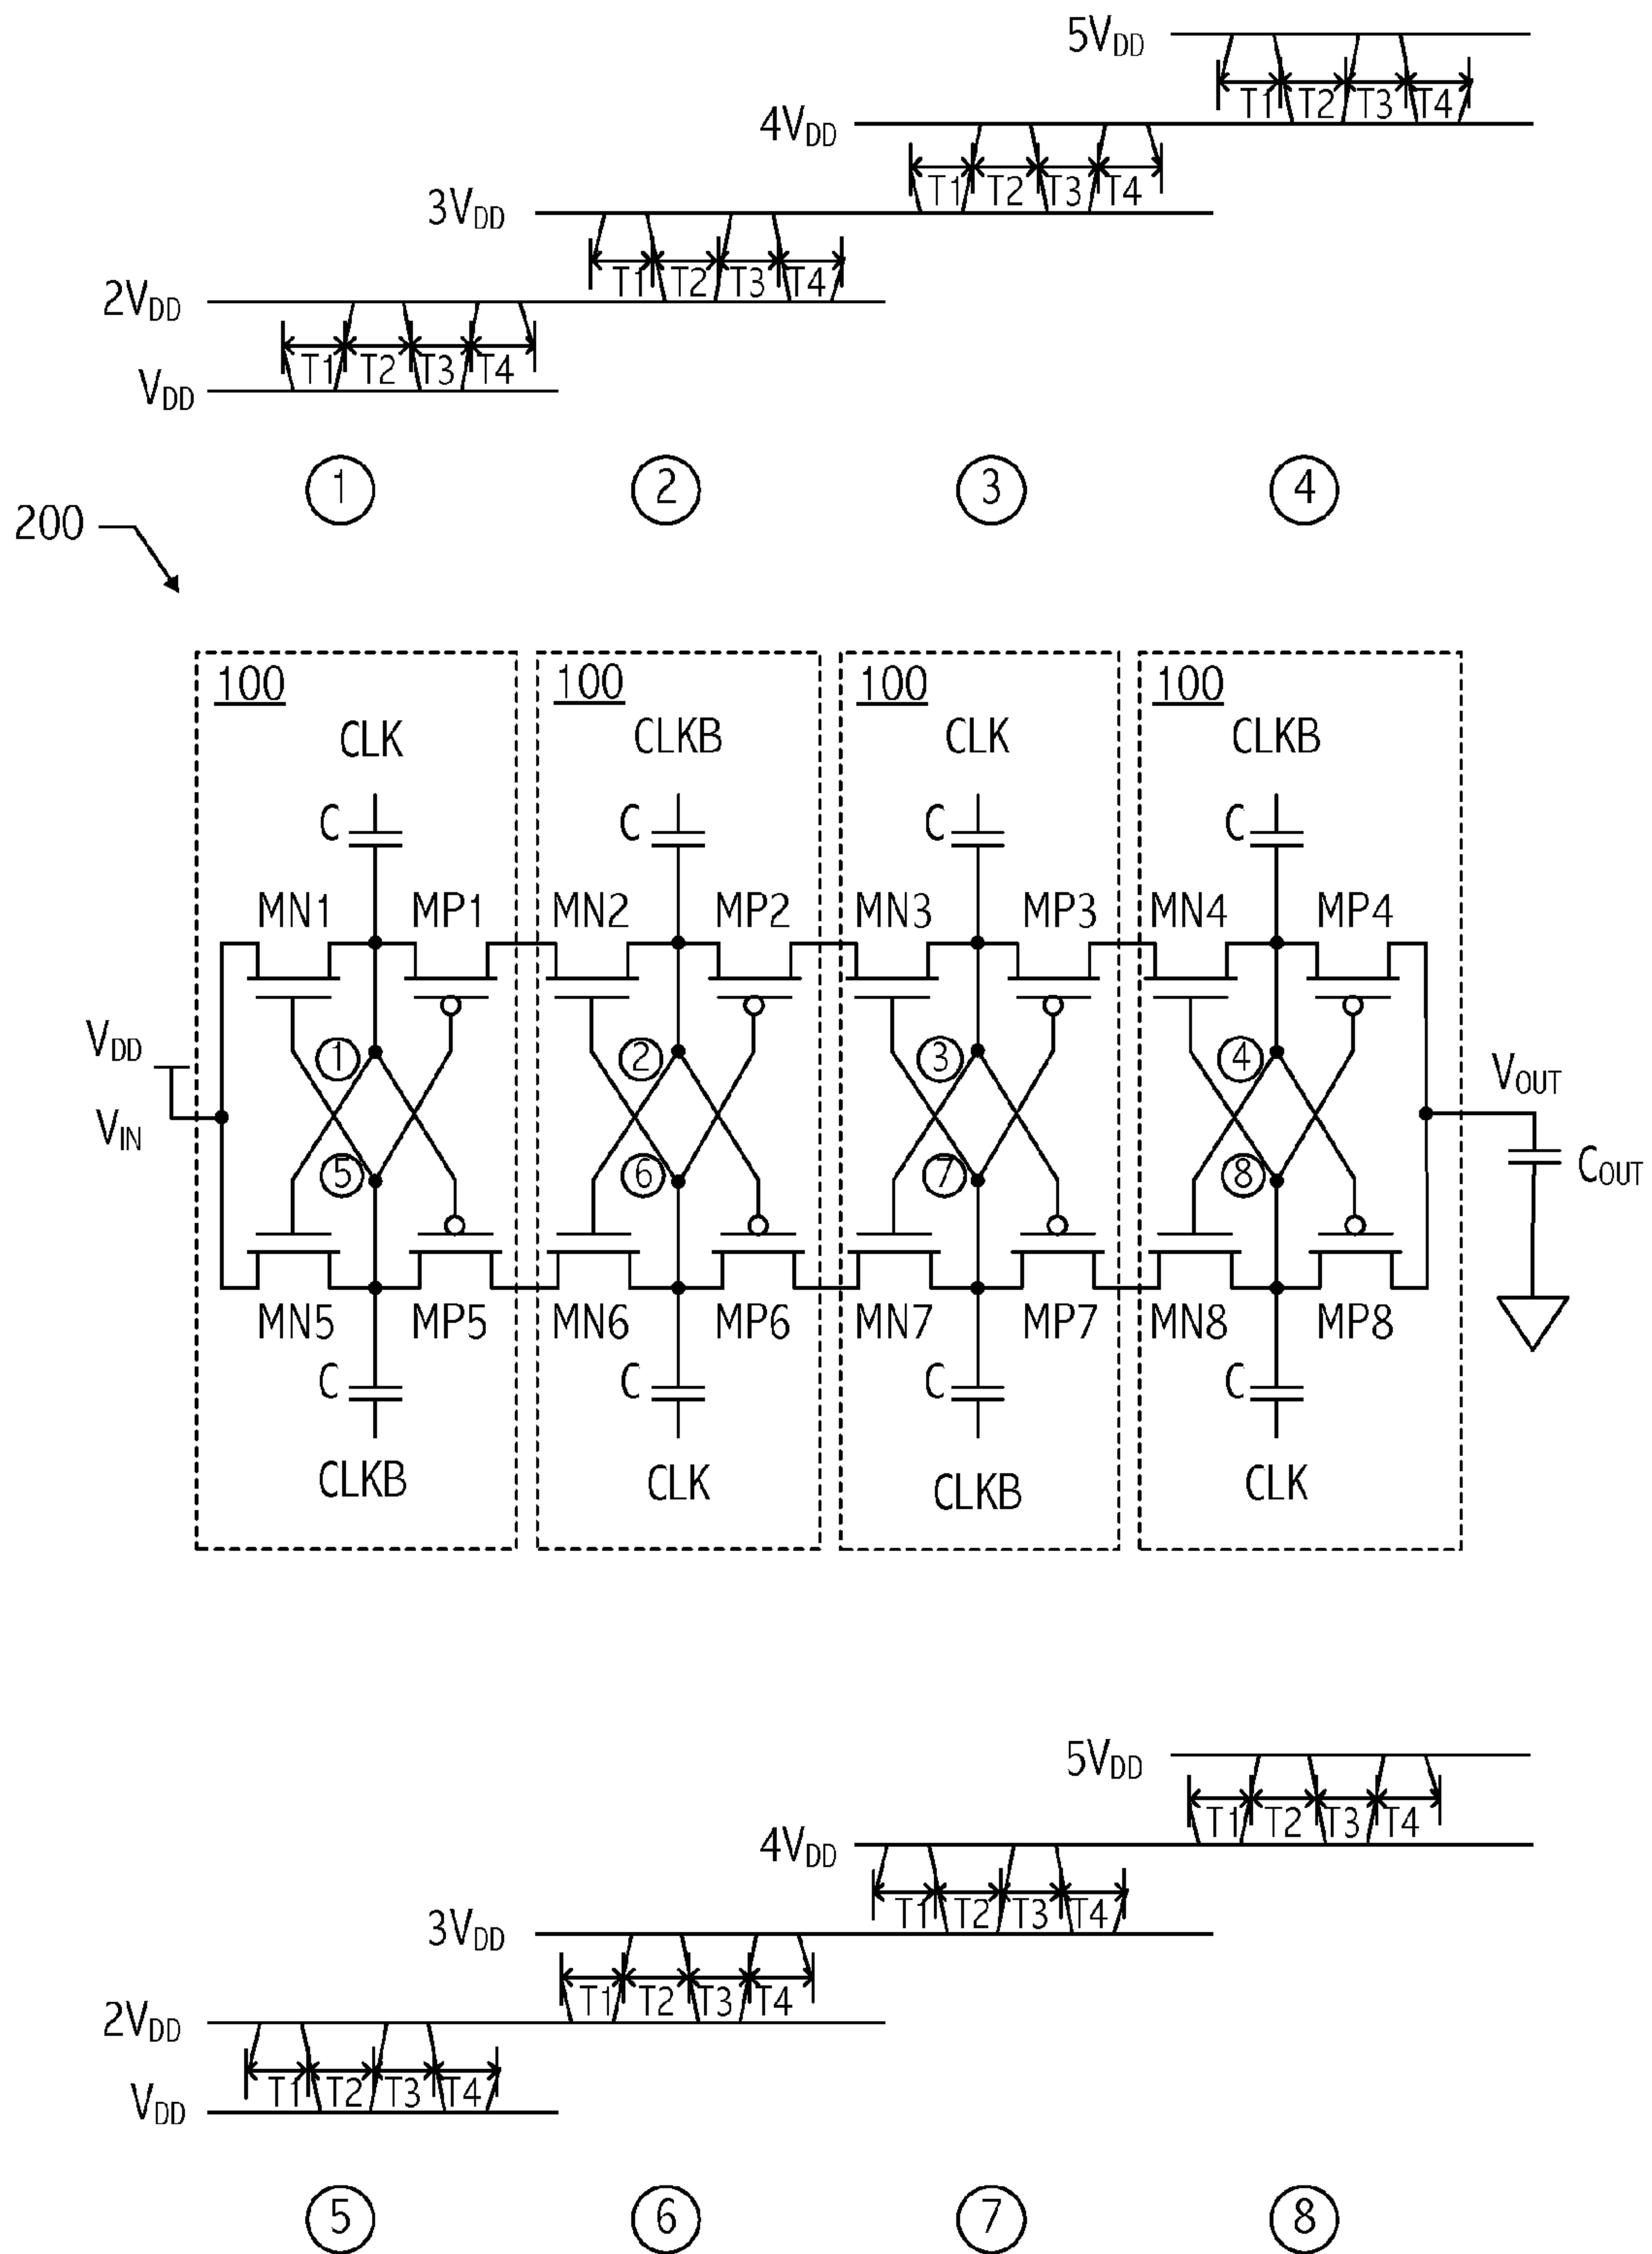 5VDD
T1 T2 T3 T4
4VDD
T1 T2 T3 T4
3VDD
T1 T2 T3 T4
2VDD
T1 T2 T3 T4
VDD
1 2 3 4
200
100 100 100 100
CLK CLKB CLK CLKB
C C C C
MN1 MP1 MN2 MP2 MN3 MP3 MN4 MP4
VDD
1 2 3 4
VOUT
VIN
5 6 7 8
COUT
MN5 MP5 MN6 MP6 MN7 MP7 MN8 MP8
C C C C
CLKB CLK CLKB CLK
5VDD
T1 T2 T3 T4
4VDD
T1 T2 T3 T4
3VDD
T1 T2 T3 T4
2VDD
T1 T2 T3 T4
VDD
5 6 7 8